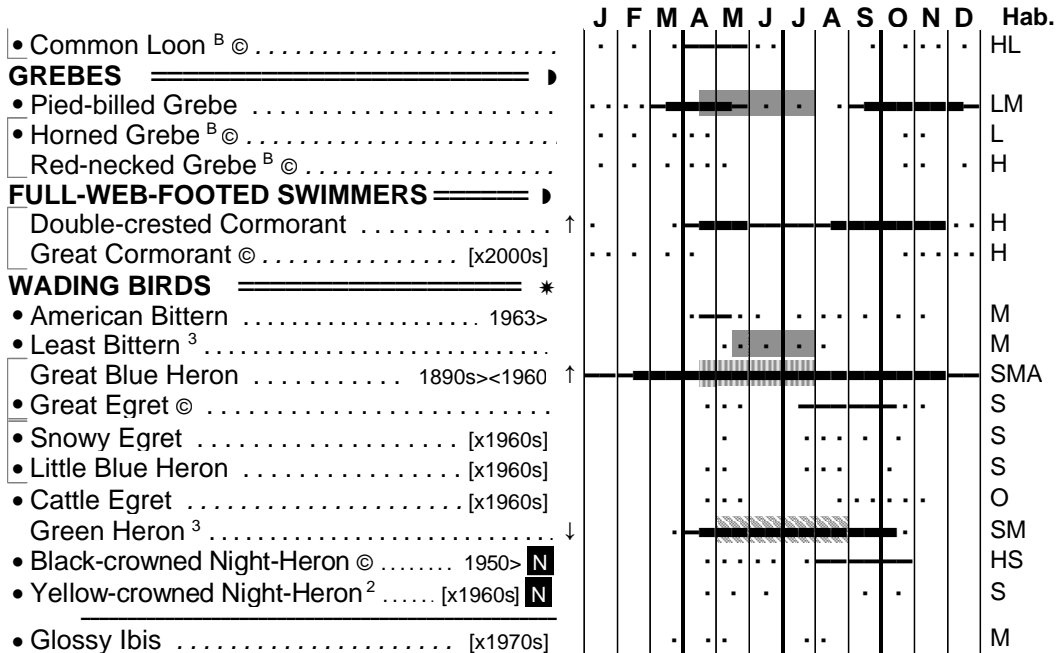 J F M A M J J A S O N D Hab.
• Common Loon B © . . . . . . . . . . . . . . . . . . . . . . . HL
GREBES ============================ ◗
• Pied-billed Grebe . . . . . . . . . . . . . . . . . . . . . . . LM
• Horned Grebe B © . . . . . . . . . . . . . . . . . . . . . . . L
Red-necked Grebe B © . . . . . . . . . . . . . . . . . . . . H
FULL-WEB-FOOTED SWIMMERS ======= ◗
Double-crested Cormorant . . . . . . . . . . . . . . . ↑ H
Great Cormorant © . . . . . . . . . . . . . . . . [x2000s] H
WADING BIRDS ===================== ✷
• American Bittern . . . . . . . . . . . . . . . . . . 1963> M
• Least Bittern 3 . . . . . . . . . . . . . . . . . . . . . . . . . . M
Great Blue Heron . . . . . . . . . . . 1890s><1960 ↑ SMA
• Great Egret © . . . . . . . . . . . . . . . . . . . . . . . . . . S
• Snowy Egret . . . . . . . . . . . . . . . . . . . . [x1960s] S
• Little Blue Heron . . . . . . . . . . . . . . . . . [x1960s] S
• Cattle Egret . . . . . . . . . . . . . . . . . . . . . [x1960s] O
Green Heron 3 . . . . . . . . . . . . . . . . . . . . . . . . . . ↓ SM
• Black-crowned Night-Heron © ........ 1950> N HS
• Yellow-crowned Night-Heron 2 ...... [x1960s] N S
• Glossy Ibis . . . . . . . . . . . . . . . . . . . . . . [x1970s] M